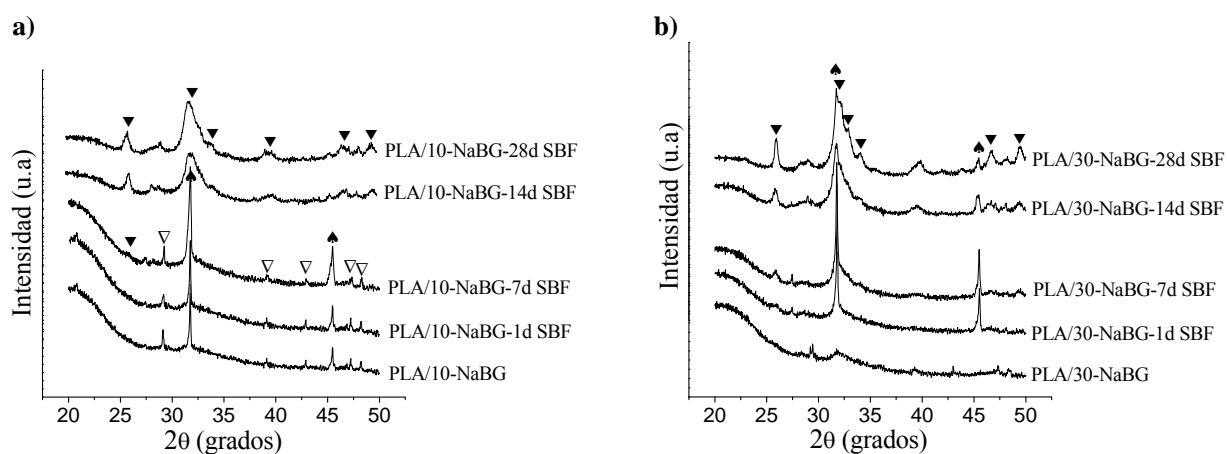 a)
Intensidad (u.a)
PLA/10-NaBG-28d SBF
PLA/10-NaBG-14d SBF
PLA/10-NaBG-7d SBF
PLA/10-NaBG-1d SBF
PLA/10-NaBG
20 25 30 35 40 45 50
2θ (grados)
b)
Intensidad (u.a)
PLA/30-NaBG-28d SBF
PLA/30-NaBG-14d SBF
PLA/30-NaBG-7d SBF
PLA/30-NaBG-1d SBF
PLA/30-NaBG
20 25 30 35 40 45 50
2θ (grados)